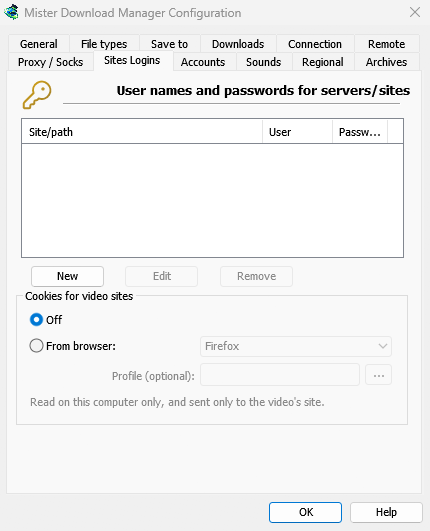 Mister Download Manager Configuration
General File types Save to Downloads Connection Remote
Proxy / Socks Sites Logins Accounts Sounds Regional Archives
User names and passwords for servers/sites
Site/path User Passw...
New Edit Remove
Cookies for video sites
Off
From browser: Firefox
Profile (optional): ...
Read on this computer only, and sent only to the video's site.
OK Help